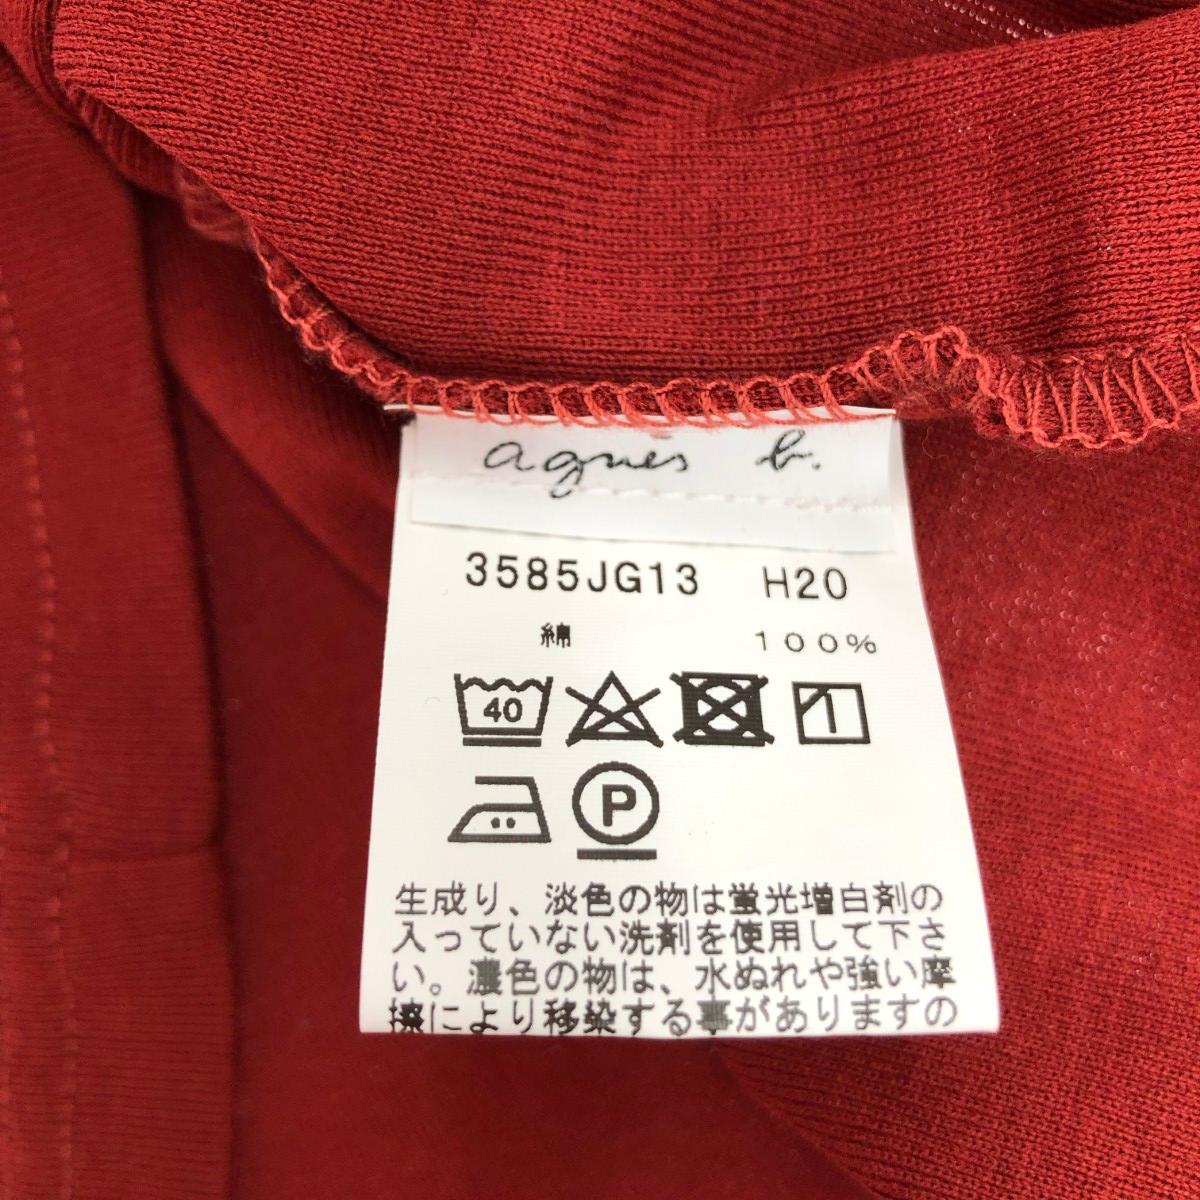 agnes b.
3585JG13 H20
綿 100%
40
P
生成り、淡色の物は蛍光増白剤の
入っていない洗剤を使用して下さ
い。濃色の物は、水ぬれや強い摩
擦により移染する事がありますの